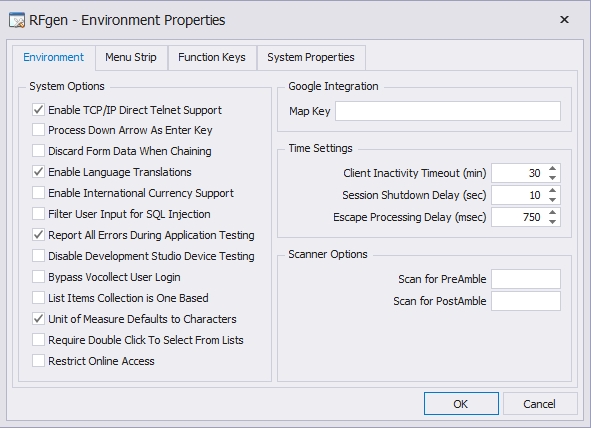 RFgen - Environment Properties
Environment
Menu Strip
Function Keys
System Properties
System Options
Enable TCP/IP Direct Telnet Support
Process Down Arrow As Enter Key
Discard Form Data When Chaining
Enable Language Translations
Enable International Currency Support
Filter User Input for SQL Injection
Report All Errors During Application Testing
Disable Development Studio Device Testing
Bypass Vocollect User Login
List Items Collection is One Based
Unit of Measure Defaults to Characters
Require Double Click To Select From Lists
Restrict Online Access
Google Integration
Map Key
Time Settings
Client Inactivity Timeout (min) 30
Session Shutdown Delay (sec) 10
Escape Processing Delay (msec) 750
Scanner Options
Scan for PreAmble
Scan for PostAmble
OK
Cancel